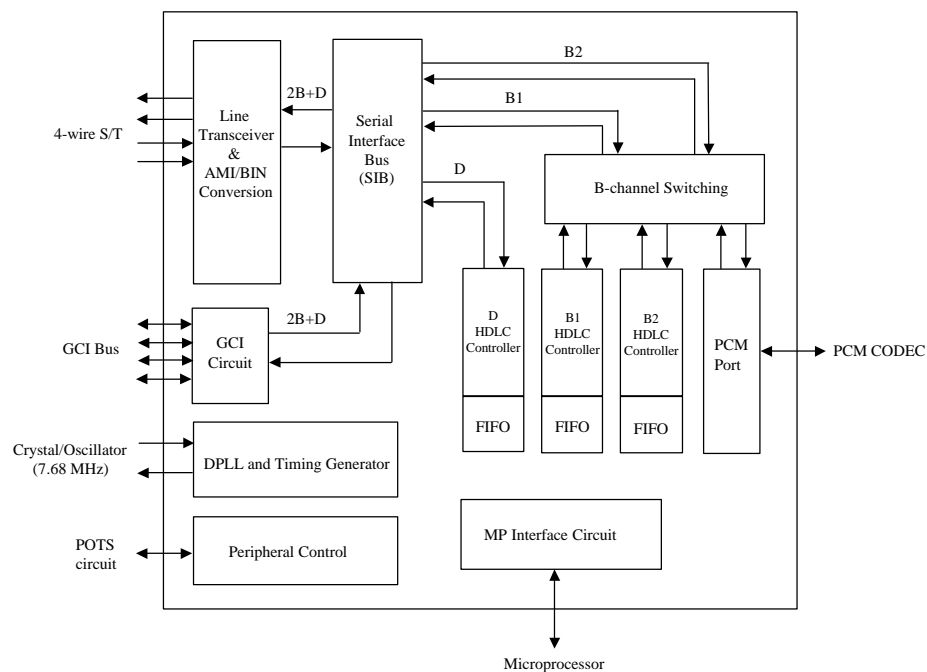 B2
2B+D
B1
4-wire S/T
Line
Transceiver
&
AMI/BIN
Conversion
Serial
Interface
Bus
(SIB)
D
B-channel Switching
GCI Bus
GCI
Circuit
2B+D
D
HDLC
Controller
FIFO
B1
HDLC
Controller
FIFO
B2
HDLC
Controller
FIFO
PCM
Port
PCM CODEC
Crystal/Oscillator
(7.68 MHz)
DPLL and Timing Generator
POTS
circuit
Peripheral Control
MP Interface Circuit
Microprocessor